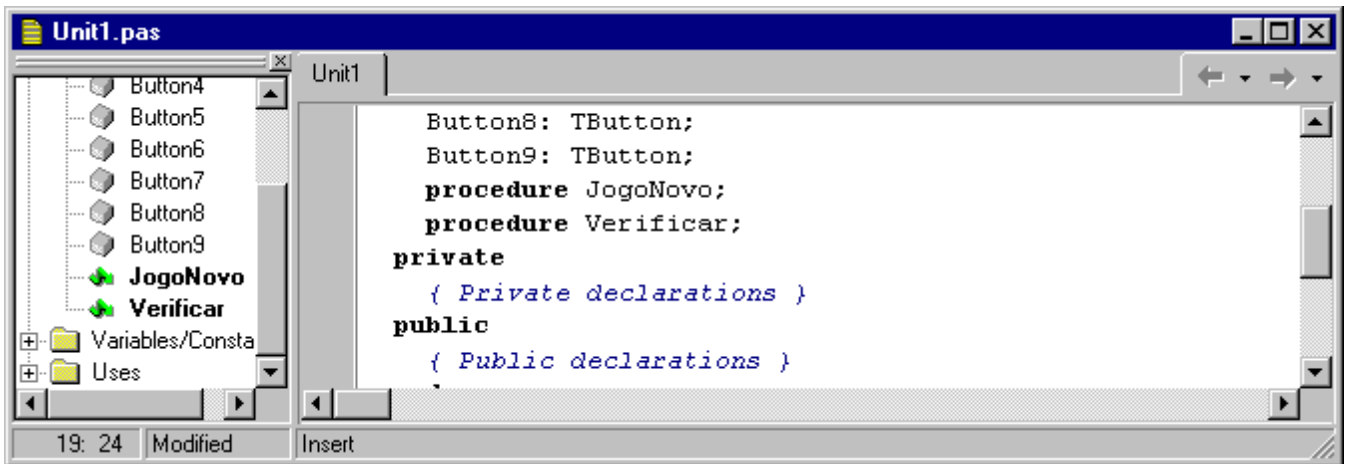 Unit1.pas
Button4
Button5
Button6
Button7
Button8
Button9
JogoNovo
Verificar
Variables/Consta
Uses
Unit1
Button8: TButton;
Button9: TButton;
procedure JogoNovo;
procedure Verificar;
private
{ Private declarations }
public
{ Public declarations }
19: 24 Modified Insert